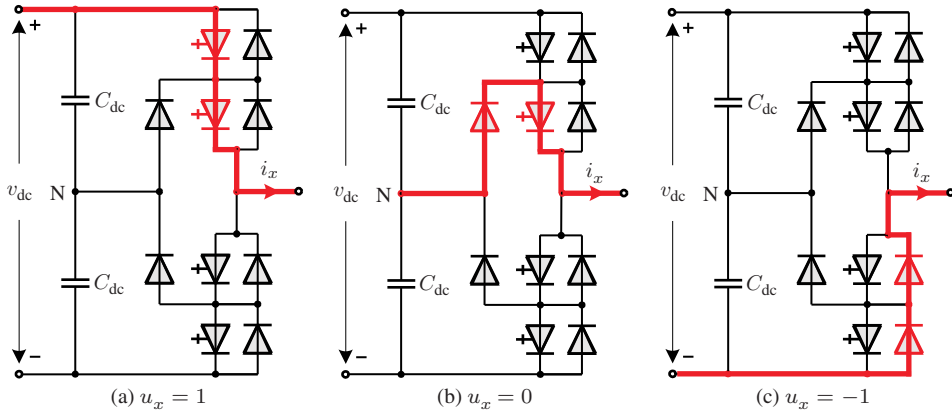 + + +
C_dc C_dc C_dc
i_x i_x i_x
v_dc N v_dc N v_dc N
C_dc C_dc C_dc
− − −
(a) u_x = 1 (b) u_x = 0 (c) u_x = −1